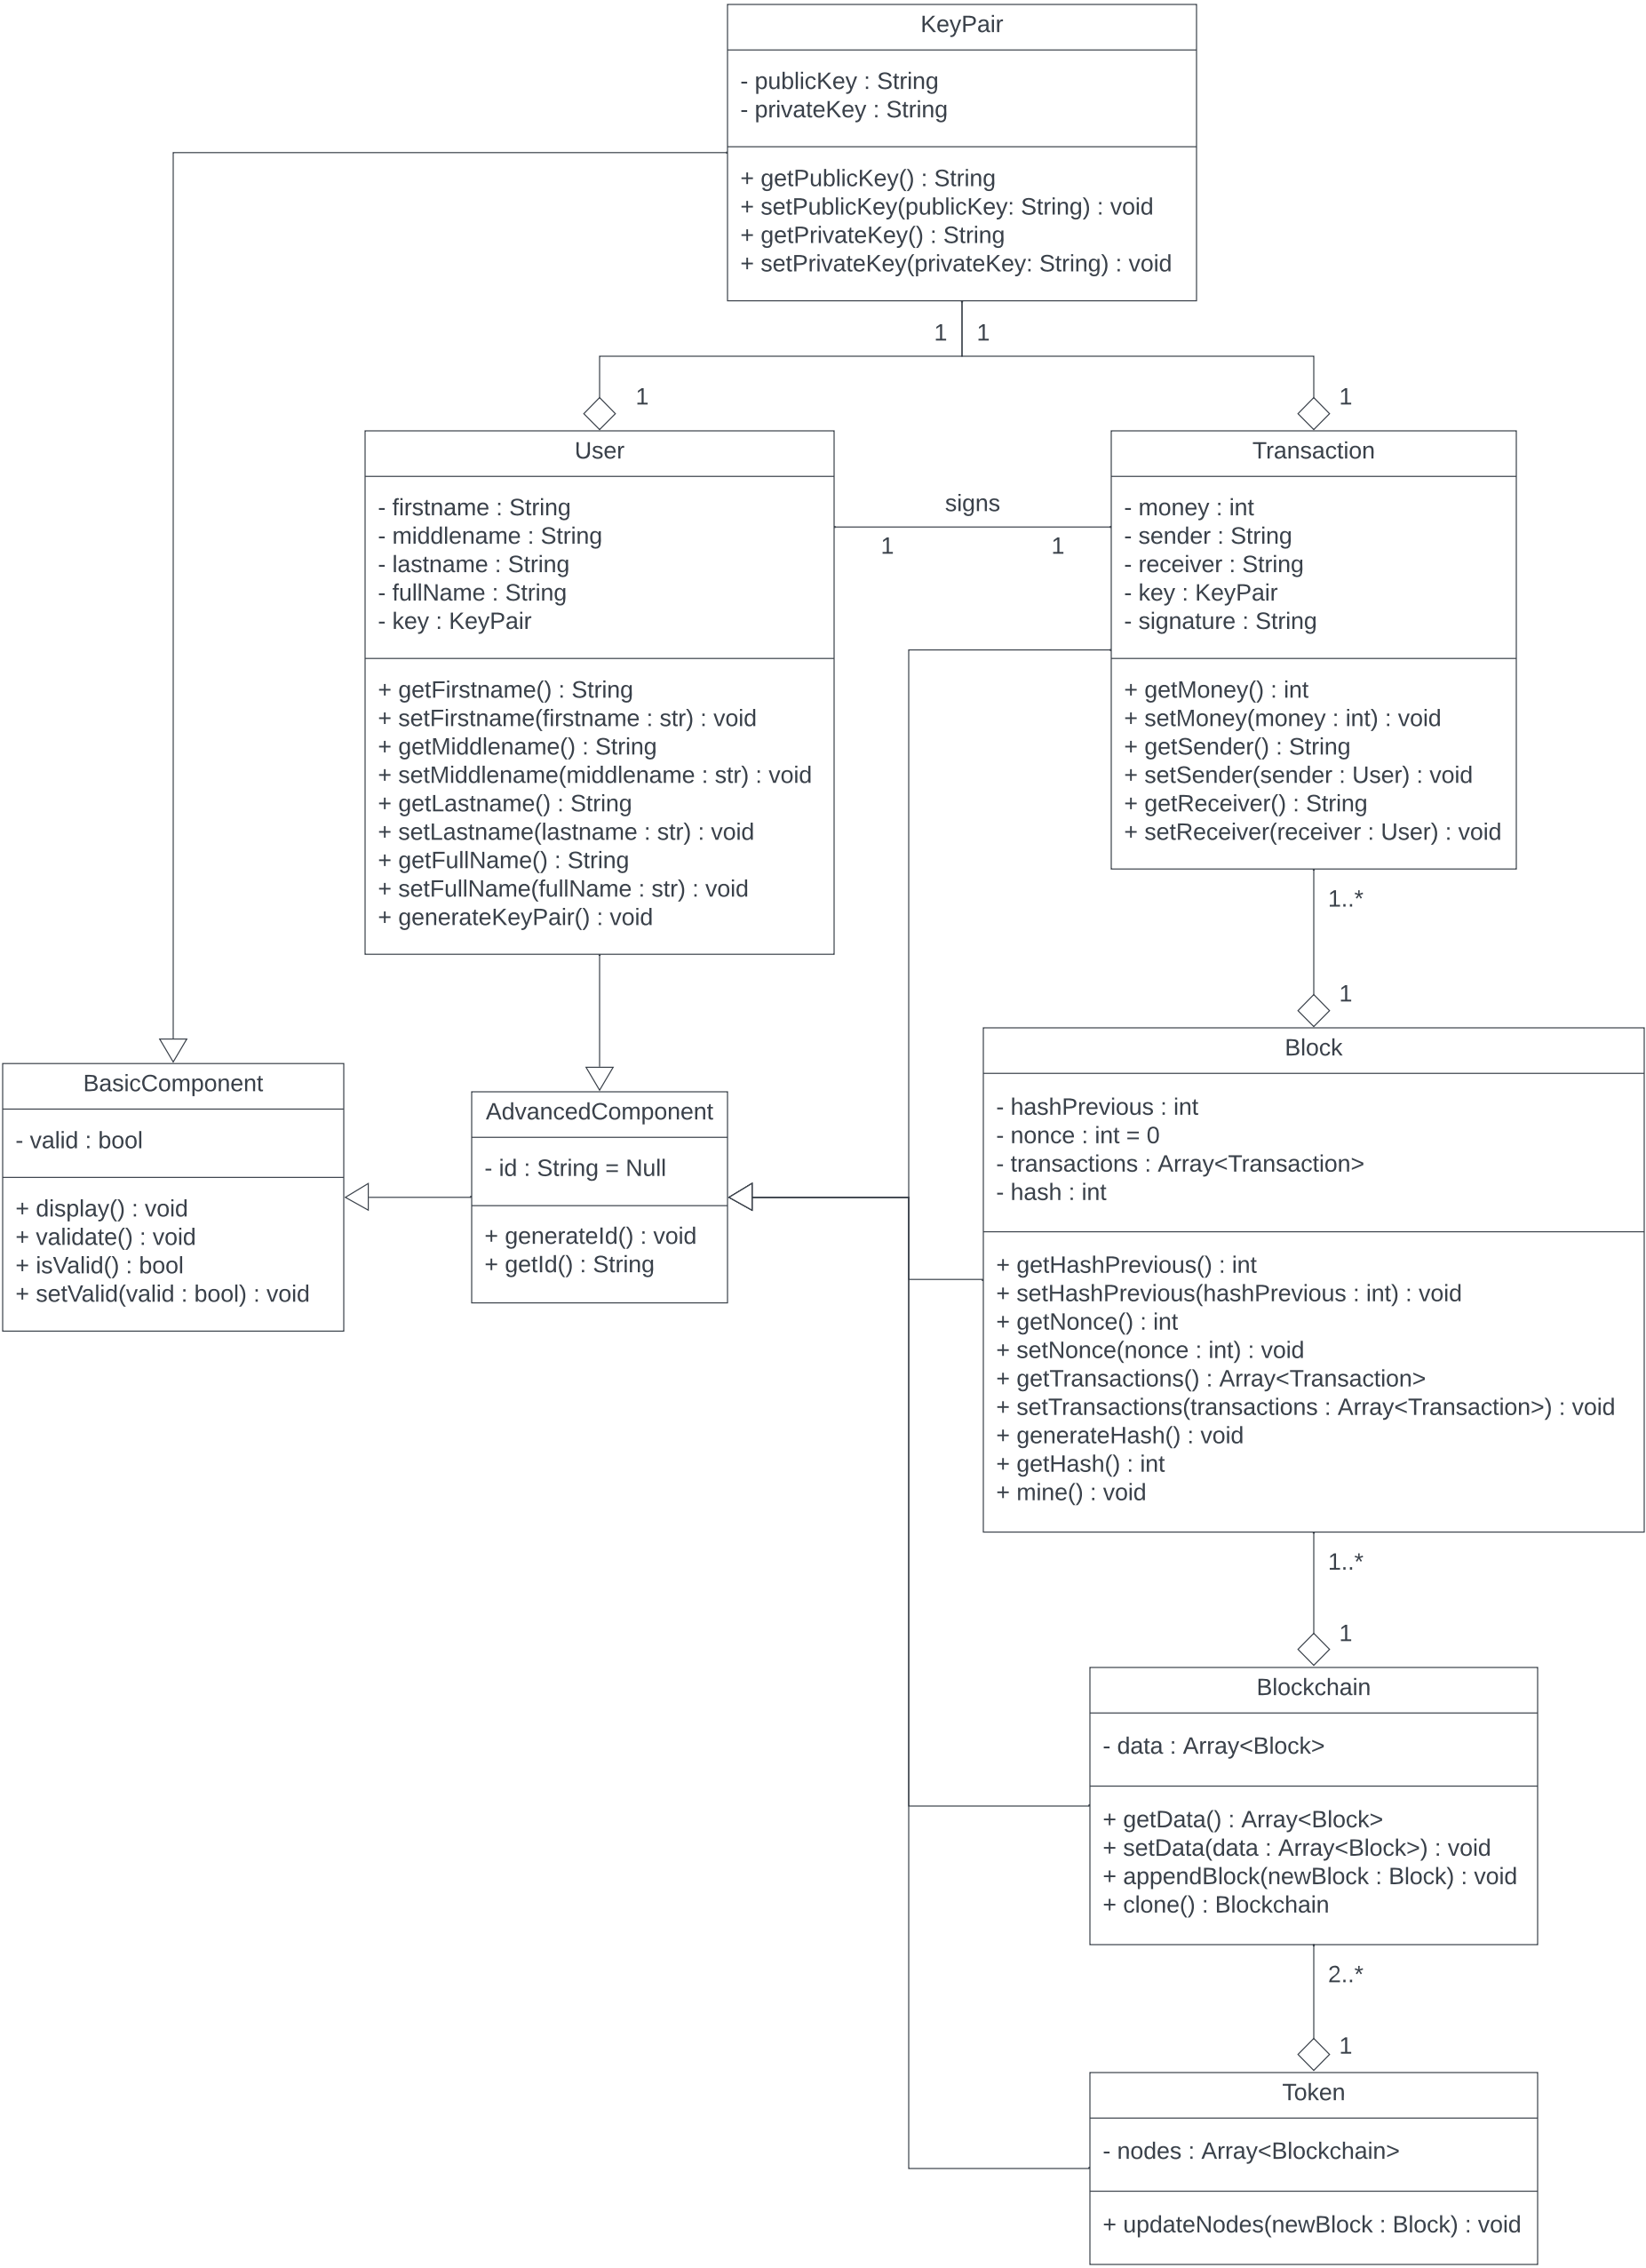 KeyPair
- publicKey : String
- privateKey : String
+ getPublicKey() : String
+ setPublicKey(publicKey: String) : void
+ getPrivateKey() : String
+ setPrivateKey(privateKey: String) : void
1 1
1
1
User
- firstname : String
- middlename : String
- lastname : String
- fullName : String
- key : KeyPair
+ getFirstname() : String
+ setFirstname(firstname : str) : void
+ getMiddlename() : String
+ setMiddlename(middlename : str) : void
+ getLastname() : String
+ setLastname(lastname : str) : void
+ getFullName() : String
+ setFullName(fullName : str) : void
+ generateKeyPair() : void
signs
1 1
Transaction
- money : int
- sender : String
- receiver : String
- key : KeyPair
- signature : String
+ getMoney() : int
+ setMoney(money : int) : void
+ getSender() : String
+ setSender(sender : User) : void
+ getReceiver() : String
+ setReceiver(receiver : User) : void
1..*
1
BasicComponent
- valid : bool
+ display() : void
+ validate() : void
+ isValid() : bool
+ setValid(valid : bool) : void
AdvancedComponent
- id : String = Null
+ generateId() : void
+ getId() : String
Block
- hashPrevious : int
- nonce : int = 0
- transactions : Array<Transaction>
- hash : int
+ getHashPrevious() : int
+ setHashPrevious(hashPrevious : int) : void
+ getNonce() : int
+ setNonce(nonce : int) : void
+ getTransactions() : Array<Transaction>
+ setTransactions(transactions : Array<Transaction>) : void
+ generateHash() : void
+ getHash() : int
+ mine() : void
1..*
1
Blockchain
- data : Array<Block>
+ getData() : Array<Block>
+ setData(data : Array<Block>) : void
+ appendBlock(newBlock : Block) : void
+ clone() : Blockchain
2..*
1
Token
- nodes : Array<Blockchain>
+ updateNodes(newBlock : Block) : void